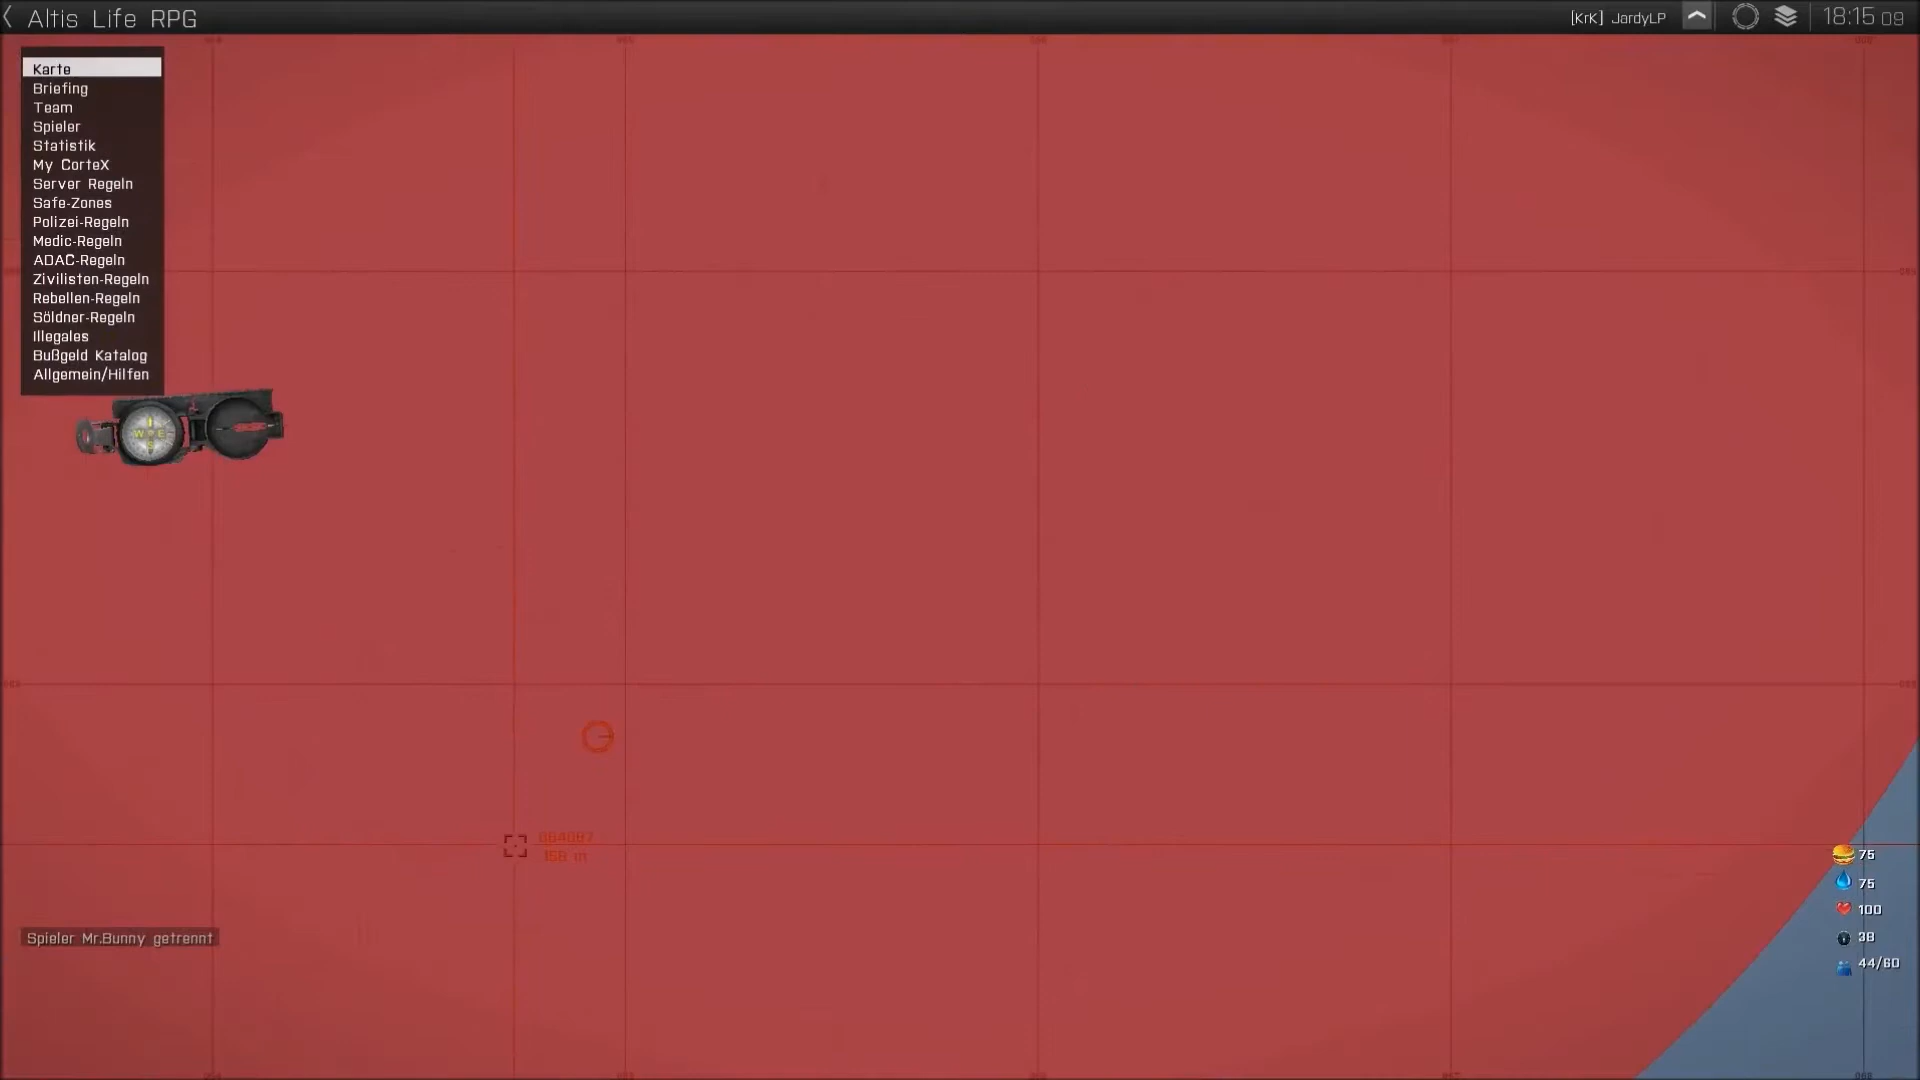 Altis Life RPG
[KrK] JordyLP
18:15 09
Karte
Briefing
Team
Spieler
Statistik
My CorteX
Server Regeln
Safe-Zones
Polizei-Regeln
Medic-Regeln
ADAC-Regeln
Zivilisten-Regeln
Rebellen-Regeln
Söldner-Regeln
Illegales
Bußgeld Katalog
Allgemein/Hilfen
W E
S
158 m
75
75
100
38
44/60
Spieler Mr.Bunny getrennt